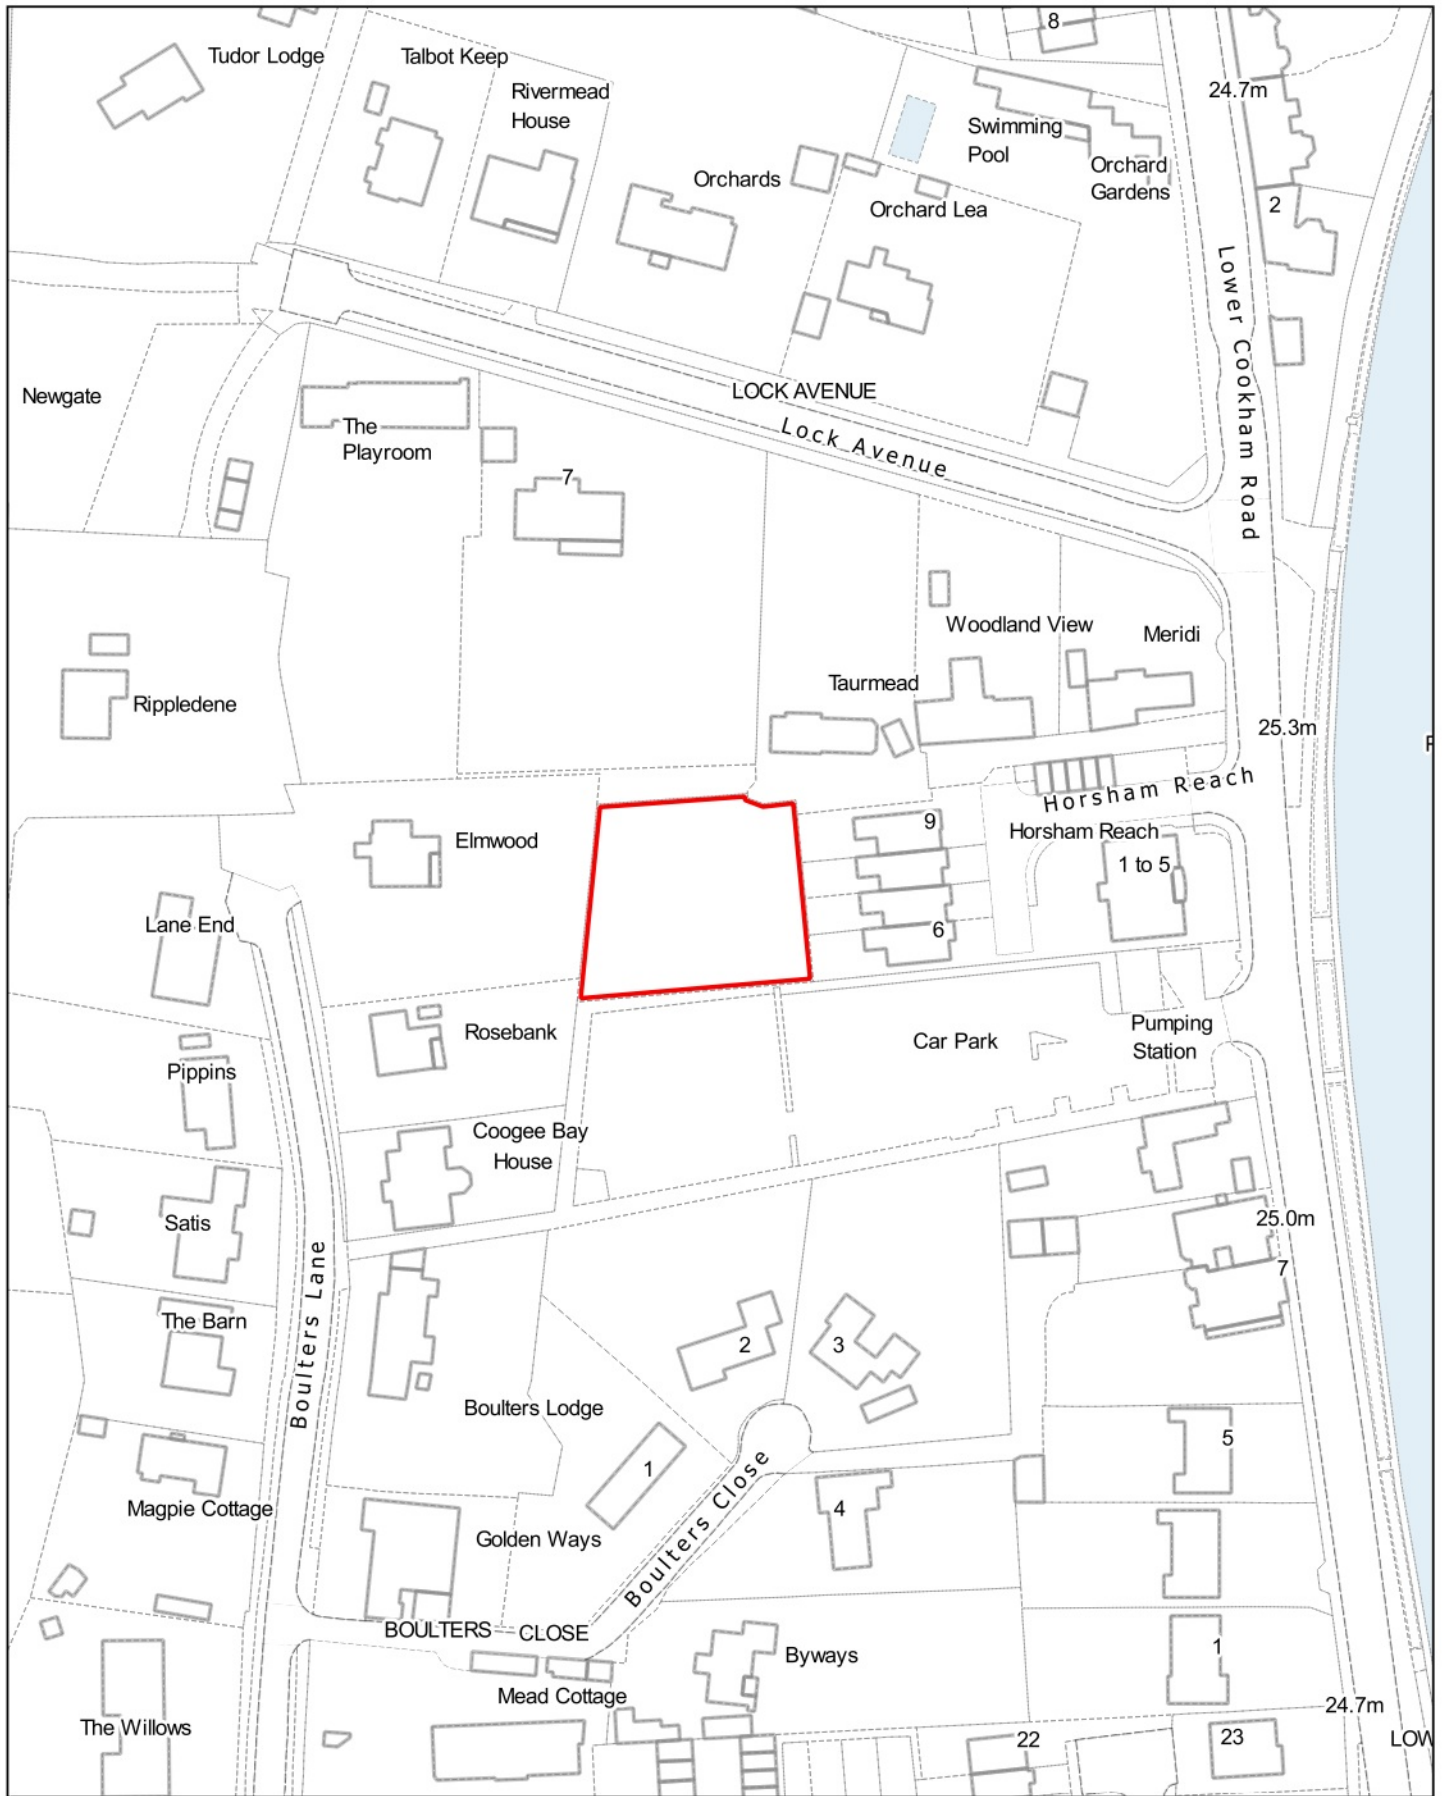 8
Tudor Lodge
Talbot Keep
24.7m
Rivermead
House
Swimming
Pool
Orchard
Gardens
Orchards
Orchard Lea
2
Lower Cookham Road
Newgate
LOCK AVENUE
Lock Avenue
The
Playroom
7
Woodland View
Meridi
Taurmead
Rippledene
25.3m
Horsham Reach
9
Horsham Reach
Elmwood
1 to 5
Lane End
6
Rosebank
Car Park
Pumping
Station
Pippins
Coogee Bay
House
Satis
25.0m
7
Boulters Lane
The Barn
2
3
Boulters Lodge
5
1
Boulters Close
Magpie Cottage
4
Golden Ways
BOULTERS CLOSE
1
Byways
Mead Cottage
24.7m
The Willows
22
23
LOW